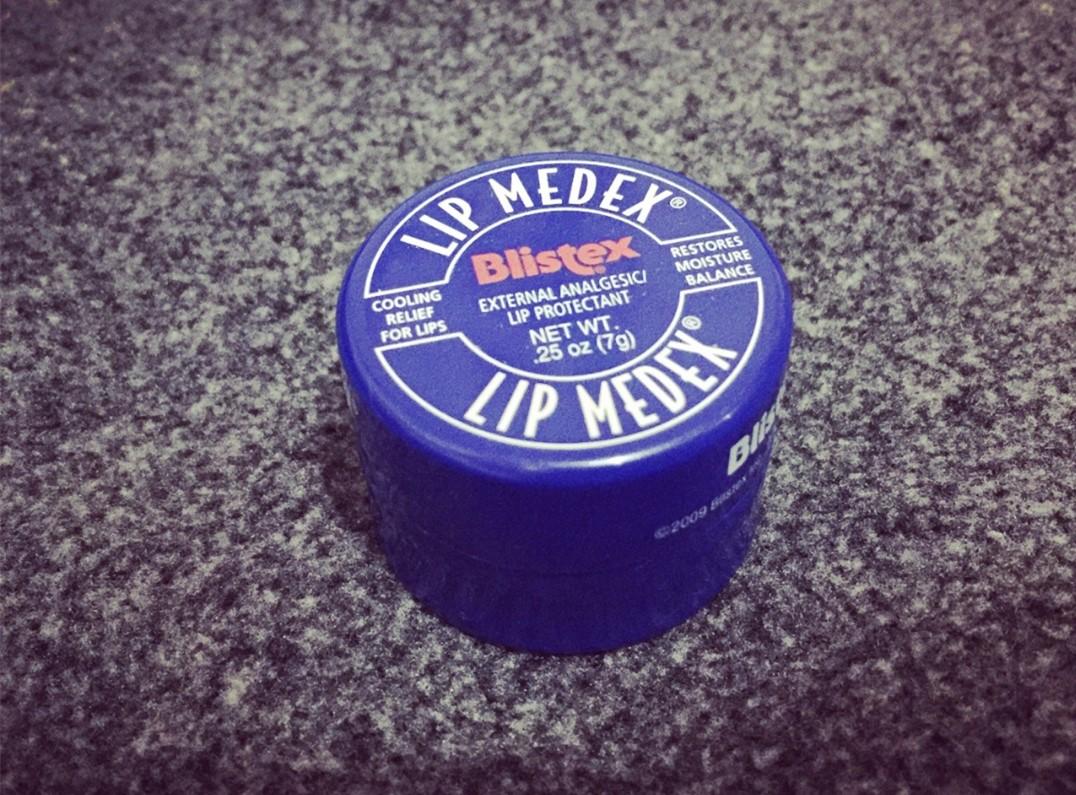 LIP MEDEX®
Blistex
EXTERNAL ANALGESIC/
LIP PROTECTANT
NET WT.
.25 oz (7g)
COOLING
RELIEF
FOR LIPS
RESTORES
MOISTURE
BALANCE
LIP MEDEX®
Blis
©2009 Blistex